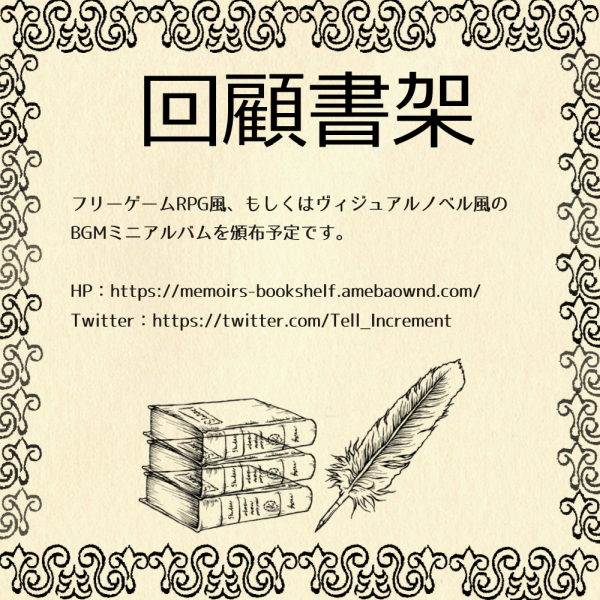 回顧書架
フリーゲームRPG風、もしくはヴィジュアルノベル風の
BGMミニアルバムを頒布予定です。
HP：https://memoirs-bookshelf.amebaownd.com/
Twitter：https://twitter.com/Tell_Increment